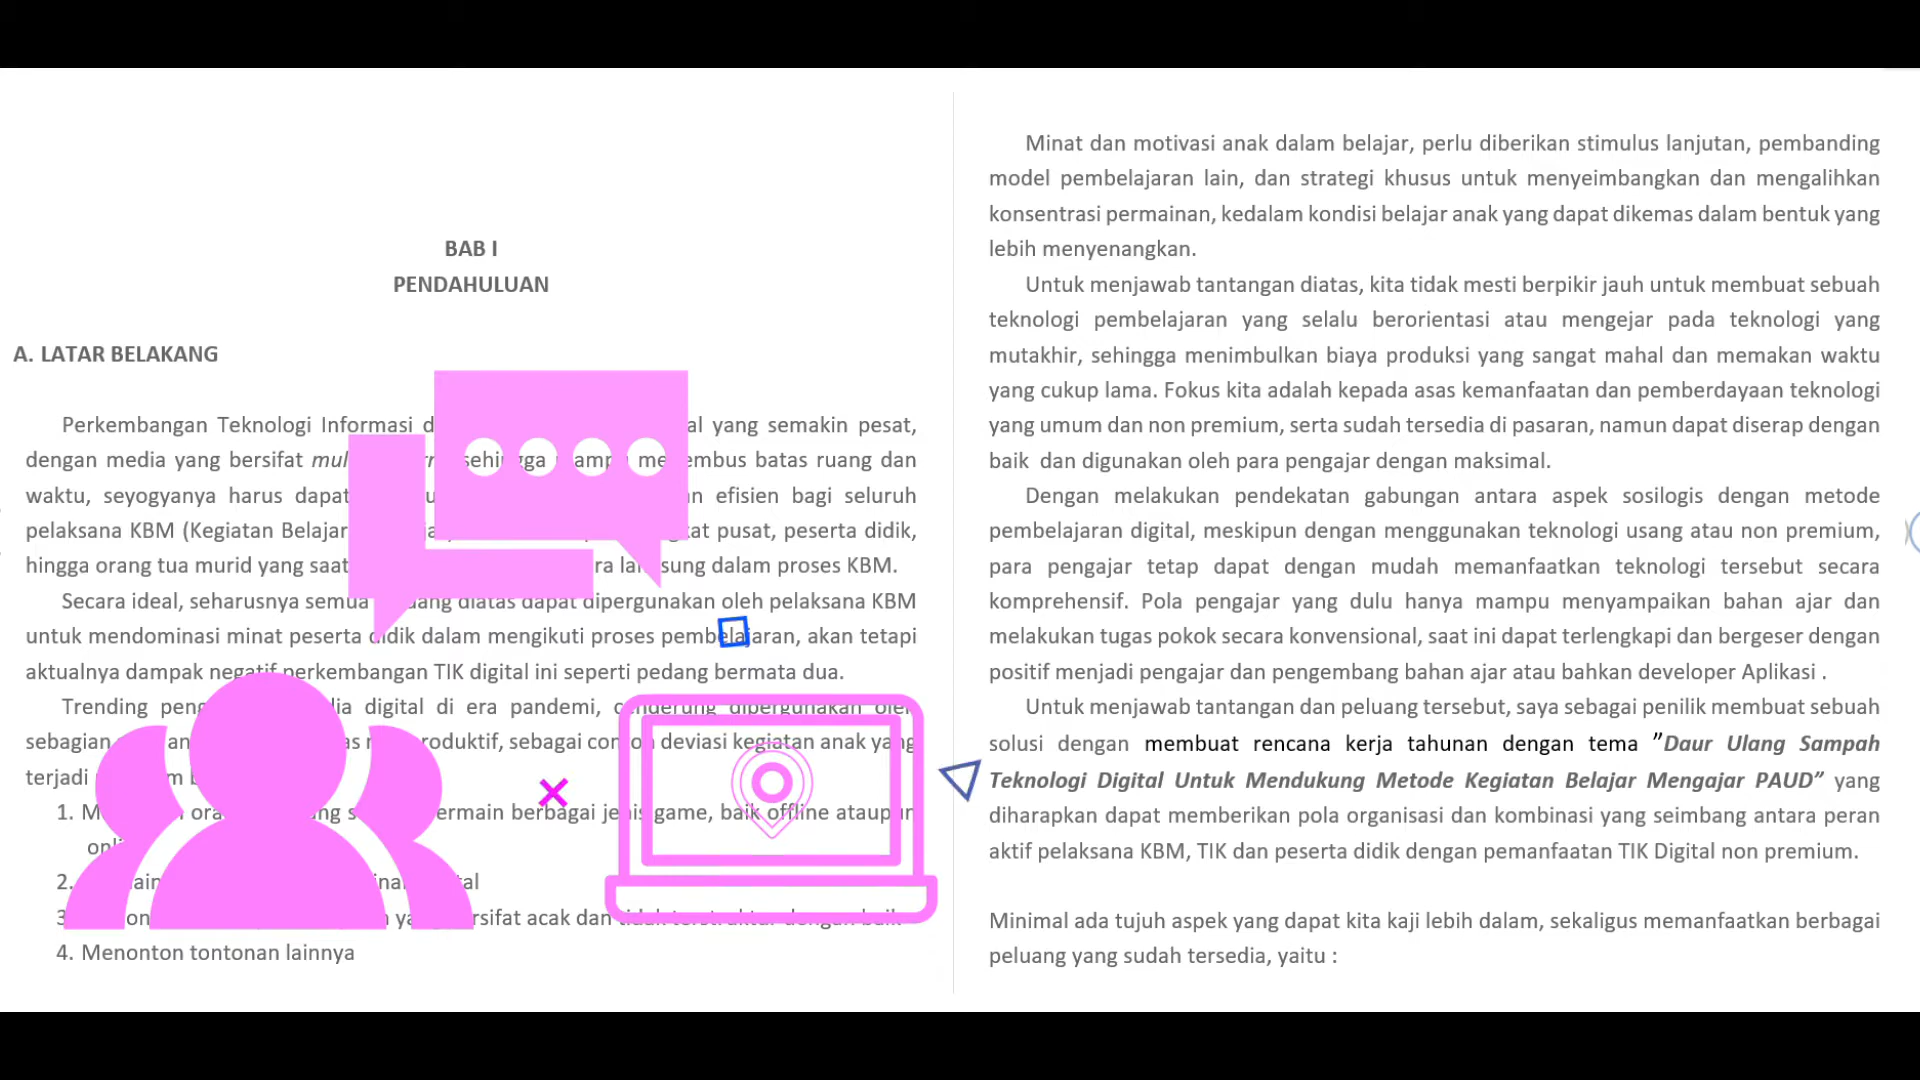 BAB I
PENDAHULUAN
A. LATAR BELAKANG
Perkembangan Teknologi Informasi yang semakin pesat,
dengan media yang bersifat batas ruang dan
waktu, seyogyanya harus efisien bagi seluruh
pelaksana KBM (Kegiatan Belajar pusat, peserta didik,
hingga orang tua murid yang saat dalam proses KBM.
Secara ideal, seharusnya semua diatas dapat dipergunakan oleh pelaksana KBM
untuk mendominasi minat peserta didik dalam mengikuti proses pembelajaran, akan tetapi
aktualnya dampak negatif perkembangan TIK digital ini seperti pedang bermata dua.
Trending digital di era pandemi, cenderung dipergunakan oleh
sebagian produktif, sebagai contoh deviasi kegiatan anak yang
terjadi
1. bermain berbagai jenis game, baik offline ataupun
2.
3. bersifat acak dan tidak terstruktur dengan baik
4. Menonton tontonan lainnya
Minat dan motivasi anak dalam belajar, perlu diberikan stimulus lanjutan, pembanding
model pembelajaran lain, dan strategi khusus untuk menyeimbangkan dan mengalihkan
konsentrasi permainan, kedalam kondisi belajar anak yang dapat dikemas dalam bentuk yang
lebih menyenangkan.
Untuk menjawab tantangan diatas, kita tidak mesti berpikir jauh untuk membuat sebuah
teknologi pembelajaran yang selalu berorientasi atau mengejar pada teknologi yang
mutakhir, sehingga menimbulkan biaya produksi yang sangat mahal dan memakan waktu
yang cukup lama. Fokus kita adalah kepada asas kemanfaatan dan pemberdayaan teknologi
yang umum dan non premium, serta sudah tersedia di pasaran, namun dapat diserap dengan
baik dan digunakan oleh para pengajar dengan maksimal.
Dengan melakukan pendekatan gabungan antara aspek sosilogis dengan metode
pembelajaran digital, meskipun dengan menggunakan teknologi usang atau non premium,
para pengajar tetap dapat dengan mudah memanfaatkan teknologi tersebut secara
komprehensif. Pola pengajar yang dulu hanya mampu menyampaikan bahan ajar dan
melakukan tugas pokok secara konvensional, saat ini dapat terlengkapi dan bergeser dengan
positif menjadi pengajar dan pengembang bahan ajar atau bahkan developer Aplikasi .
Untuk menjawab tantangan dan peluang tersebut, saya sebagai penilik membuat sebuah
solusi dengan membuat rencana kerja tahunan dengan tema ”Daur Ulang Sampah
Teknologi Digital Untuk Mendukung Metode Kegiatan Belajar Mengajar PAUD” yang
diharapkan dapat memberikan pola organisasi dan kombinasi yang seimbang antara peran
aktif pelaksana KBM, TIK dan peserta didik dengan pemanfaatan TIK Digital non premium.
Minimal ada tujuh aspek yang dapat kita kaji lebih dalam, sekaligus memanfaatkan berbagai
peluang yang sudah tersedia, yaitu :